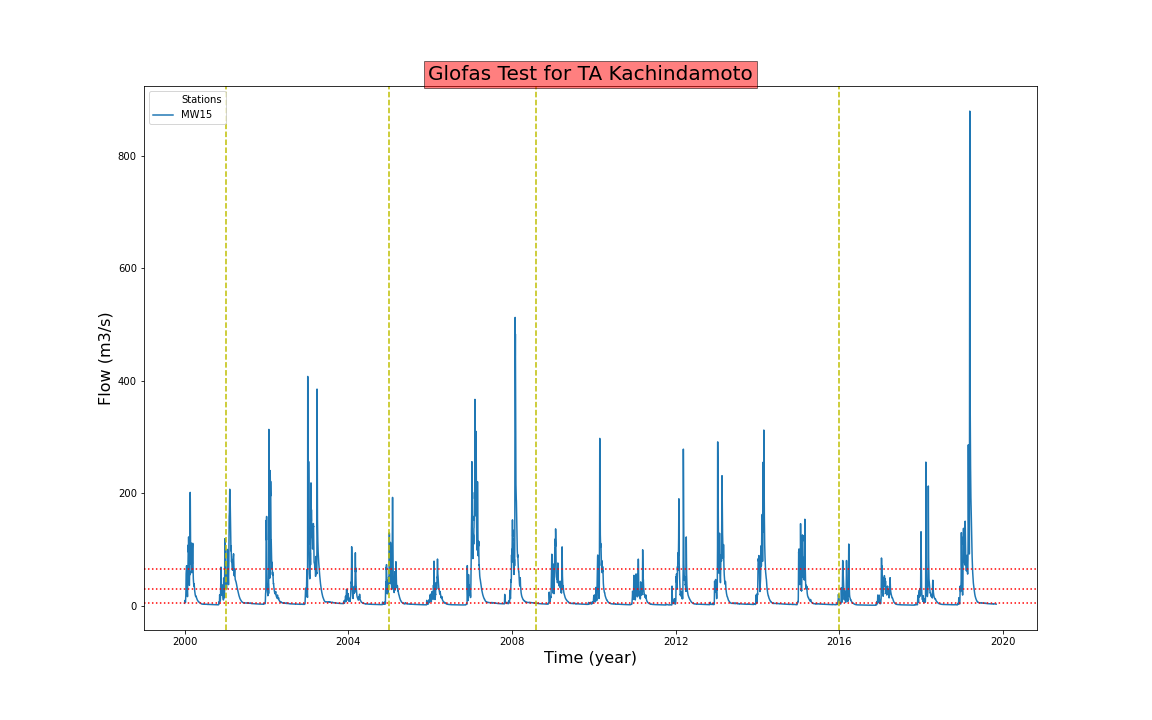 Glofas Test for TA Kachindamoto
Stations
MW15
Flow (m3/s)
800
600
400
200
0
2000 2004 2008 2012 2016 2020
Time (year)